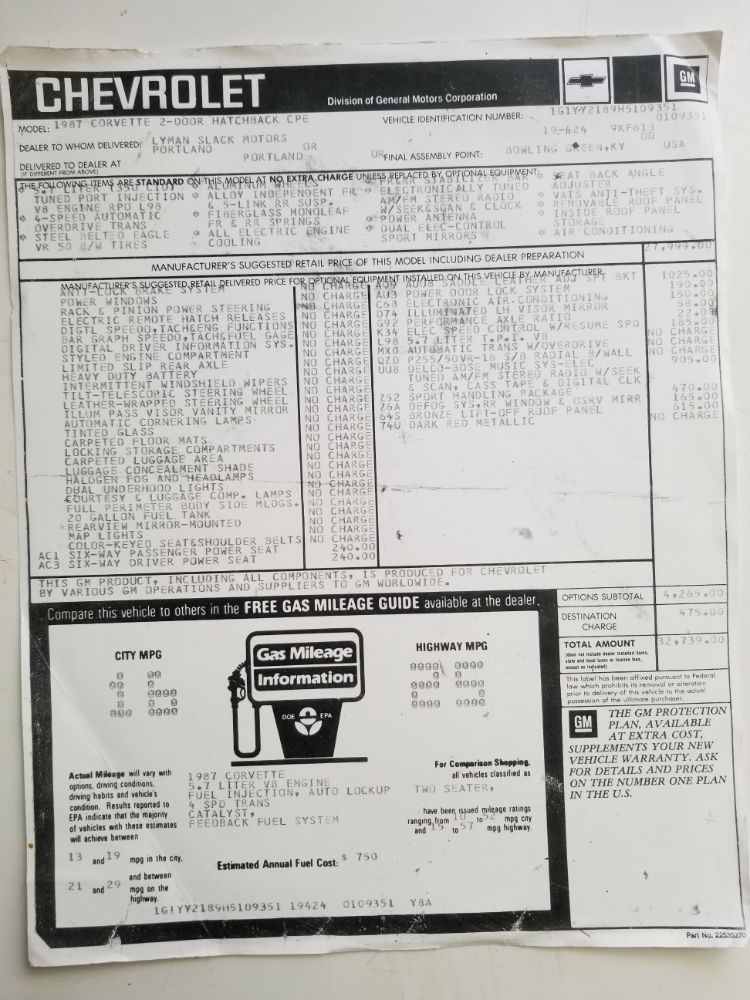 CHEVROLET
Division of General Motors Corporation
GM
MODEL: 1987 CORVETTE 2-DOOR HATCHBACK CPE
VEHICLE IDENTIFICATION NUMBER: 1G1YY2189H5109351
0109351
DEALER TO WHOM DELIVERED: LYMAN SLACK MOTORS
19-424 9KF613
PORTLAND OR
00
DELIVERED TO DEALER AT
(IF DIFFERENT FROM ABOVE)
PORTLAND OR
FINAL ASSEMBLY POINT: BOWLING GREEN,KY USA
THE FOLLOWING ITEMS ARE STANDARD ON THIS MODEL AT NO EXTRA CHARGE UNLESS REPLACED BY OPTIONAL EQUIPMENT:
TUNED PORT INJECTION
V8 ENGINE RPO L98
* 4-SPEED AUTOMATIC
OVERDRIVE TRANS
* STEEL BELTED EAGLE
VR 50 B/W TIRES
* ALUMINUM WHEELS
* ALLOY INDEPENDENT FR
& 5-LINK RR SUSP.
* FIBERGLASS MONOLEAF
FR & RR SPRINGS
* ALL ELECTRIC ENGINE
COOLING
* FR&RR STABILIZER BAR
* ELECTRONICALLY TUNED
AM/FM STEREO RADIO
W/SEEK&SCAN & CLOCK
* POWER ANTENNA
* DUAL ELEC-CONTROL
SPORT MIRRORS
* SEAT BACK ANGLE
ADJUSTER
* VATS ANTI-THEFT SYS.
* REMOVABLE ROOF PANEL
* INSIDE ROOF PANEL
STORAGE
* AIR CONDITIONING
MANUFACTURER'S SUGGESTED RETAIL PRICE OF THIS MODEL INCLUDING DEALER PREPARATION
27,999.00
MANUFACTURER'S SUGGESTED RETAIL DELIVERED PRICE FOR OPTIONAL EQUIPMENT INSTALLED ON THIS VEHICLE BY MANUFACTURER
ANTI-LOCK BRAKE SYSTEM NO CHARGE
POWER WINDOWS NO CHARGE
RACK & PINION POWER STEERING NO CHARGE
ELECTRIC REMOTE HATCH RELEASES NO CHARGE
DIGTL SPEEDO,TACH&ENG FUNCTIONS NO CHARGE
BAR GRAPH SPEEDO,TACH&FUEL GAGE NO CHARGE
DIGITAL DRIVER INFORMATION SYS. NO CHARGE
STYLED ENGINE COMPARTMENT NO CHARGE
LIMITED SLIP REAR AXLE NO CHARGE
HEAVY DUTY BATTERY NO CHARGE
INTERMITTENT WINDSHIELD WIPERS NO CHARGE
TILT-TELESCOPIC STEERING WHEEL NO CHARGE
LEATHER-WRAPPED STEERING WHEEL NO CHARGE
ILLUM PASS VISOR VANITY MIRROR NO CHARGE
AUTOMATIC CORNERING LAMPS NO CHARGE
TINTED GLASS NO CHARGE
CARPETED FLOOR MATS NO CHARGE
LOCKING STORAGE COMPARTMENTS NO CHARGE
CARPETED LUGGAGE AREA NO CHARGE
LUGGAGE CONCEALMENT SHADE NO CHARGE
HALOGEN FOG AND HEADLAMPS NO CHARGE
DUAL UNDERHOOD LIGHTS NO CHARGE
COURTESY & LUGGAGE COMP. LAMPS NO CHARGE
FULL PERIMETER BODY SIDE MLDGS. NO CHARGE
20 GALLON FUEL TANK NO CHARGE
REARVIEW MIRROR-MOUNTED
MAP LIGHTS NO CHARGE
COLOR-KEYED SEAT&SHOULDER BELTS NO CHARGE
AC1 SIX-WAY PASSENGER POWER SEAT 240.00
AC3 SIX-WAY DRIVER POWER SEAT 240.00
AQ9 SADDLE LEATHER ADJ SPT BKT 1025.00
AU3 POWER DOOR LOCK SYSTEM 190.00
C68 ELECTRONIC AIR CONDITIONING 150.00
D74 ILLUMINATED LH VISOR MIRROR 58.00
G92 PERFORMANCE AXLE RATIO 22.00
K34 ELEC SPEED CONTROL W/RESUME SPD 185.00
L98 5.7 LITER T.P.I. V8 NO CHARGE
MX0 AUTOMATIC TRANS W/OVERDRIVE NO CHARGE
QZD P255/50VR-16 S/B RADIAL B/WALL NO CHARGE
UU8 DELCO-BOSE MUSIC SYS-ELEC 905.00
TUNED AM/FM STEREO RADIO W/SEEK
& SCAN, CASS TAPE & DIGITAL CLK
Z52 SPORT HANDLING PACKAGE 470.00
Z6A DEFOG SYS,RR WINDOW & OSRV MIRR 165.00
64S BRONZE LIFT-OFF ROOF PANEL 615.00
74U DARK RED METALLIC NO CHARGE
THIS GM PRODUCT, INCLUDING ALL COMPONENTS, IS PRODUCED FOR CHEVROLET
BY VARIOUS GM OPERATIONS AND SUPPLIERS TO GM WORLDWIDE.
OPTIONS SUBTOTAL 4,265.00
DESTINATION CHARGE 475.00
TOTAL AMOUNT 32,739.00
(does not include dealer installed items,
state and local taxes or license fees,
except as indicated)
This label has been affixed pursuant to Federal
law which prohibits its removal or alteration
prior to delivery of this vehicle to the actual
possession of the ultimate purchaser.
GM
THE GM PROTECTION
PLAN, AVAILABLE
AT EXTRA COST,
SUPPLEMENTS YOUR NEW
VEHICLE WARRANTY. ASK
FOR DETAILS AND PRICES
ON THE NUMBER ONE PLAN
IN THE U.S.
Compare this vehicle to others in the FREE GAS MILEAGE GUIDE available at the dealer.
CITY MPG
Gas Mileage
Information
DOE EPA
HIGHWAY MPG
Actual Mileage will vary with
options, driving conditions,
driving habits and vehicle's
condition. Results reported to
EPA indicate that the majority
of vehicles with these estimates
will achieve between
13 and 19 mpg in the city,
and between
21 and 29 mpg on the
highway.
1987 CORVETTE
5.7 LITER V8 ENGINE
FUEL INJECTION, AUTO LOCKUP
4 SPD TRANS
CATALYST,
FEEDBACK FUEL SYSTEM
Estimated Annual Fuel Cost: $ 750
For Comparison Shopping,
all vehicles classified as
TWO SEATER,
have been issued mileage ratings
ranging from 10 to 52 mpg city
and 15 to 57 mpg highway.
1G1YY2189H5109351 19424 0109351 Y8A
Part No. 22535270